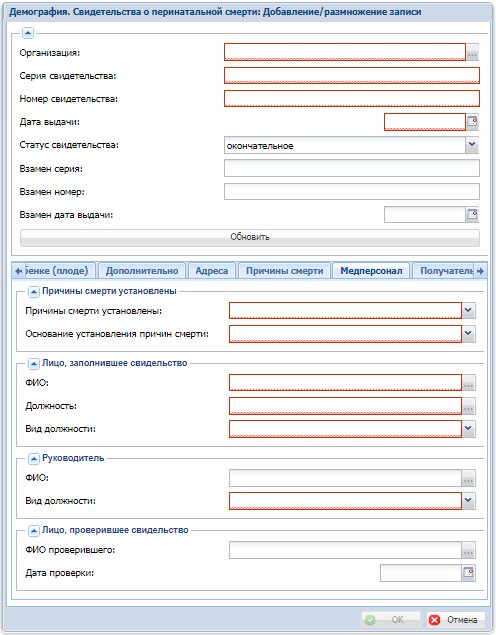 Демография. Свидетельства о перинатальной смерти: Добавление/размножение записи
Организация:
Серия свидетельства:
Номер свидетельства:
Дата выдачи:
Статус свидетельства: окончательное
Взамен серия:
Взамен номер:
Взамен дата выдачи:
Обновить
бенке (плоде) Дополнительно Адреса Причины смерти Медперсонал Получатель
Причины смерти установлены
Причины смерти установлены:
Основание установления причин смерти:
Лицо, заполнившее свидельство
ФИО:
Должность:
Вид должности:
Руководитель
ФИО:
Вид должности:
Лицо, проверившее свидельство
ФИО проверившего:
Дата проверки:
OK Отмена